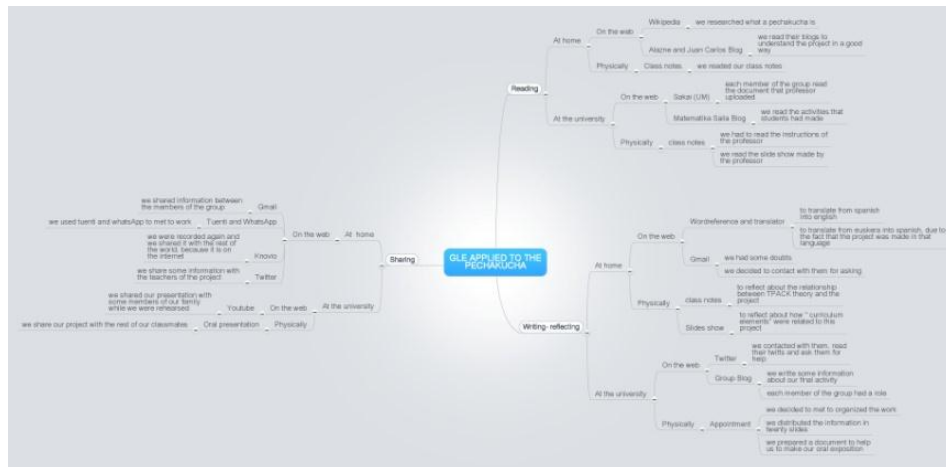 GLE APPLIED TO THE
PECHAKUCHA
Reading
At home
On the web
Wikipedia
we researched what a pechakucha is
Alazne and Juan Carlos Blog
we read their blogs to
understand the project in a good
way
Physically
Class notes
we readed our class notes
At the university
On the web
Sakai (UM)
each member of the group read
the document that professor
uploaded
Matematika Saila Blog
we read the activities that
students had made
Physically
class notes
we had to read the instructions of
the professor
we read the slide show made by
the professor
Writing- reflecting
At home
On the web
Wordreference and translator
to translate from spanish
into english
to translate from euskera into spanish, due to
the fact that the project was made in that
language
Gmail
we had some doubts
we decided to contact with them for asking
Physically
class notes
to reflect about the relationship
between TPACK theory and the
project
Slides show
to reflect about how " curriculum
elements" were related to this
project
At the university
On the web
Twitter
we contacted with them, read
their twits and ask them for
help
Group Blog
we writte some information
about our final activity
each member of the group had a role
Physically
Appointment
we decided to met to organized the work
we distributed the information in
twenty slides
we prepared a document to help
us to make our oral exposition
Sharing
At home
On the web
Gmail
we shared information between
the members of the group
Tuenti and WhatsApp
we used tuenti and whatsApp to met to work
Knovio
we were recorded again and
we shared it with the rest of
the world, because it is on
the internet
Twitter
we share some information with
the teachers of the project
At the university
On the web
Youtube
we shared our presentation with
some members of our family
while we were rehearsed
Physically
Oral presentation
we share our project with the rest of our classmates